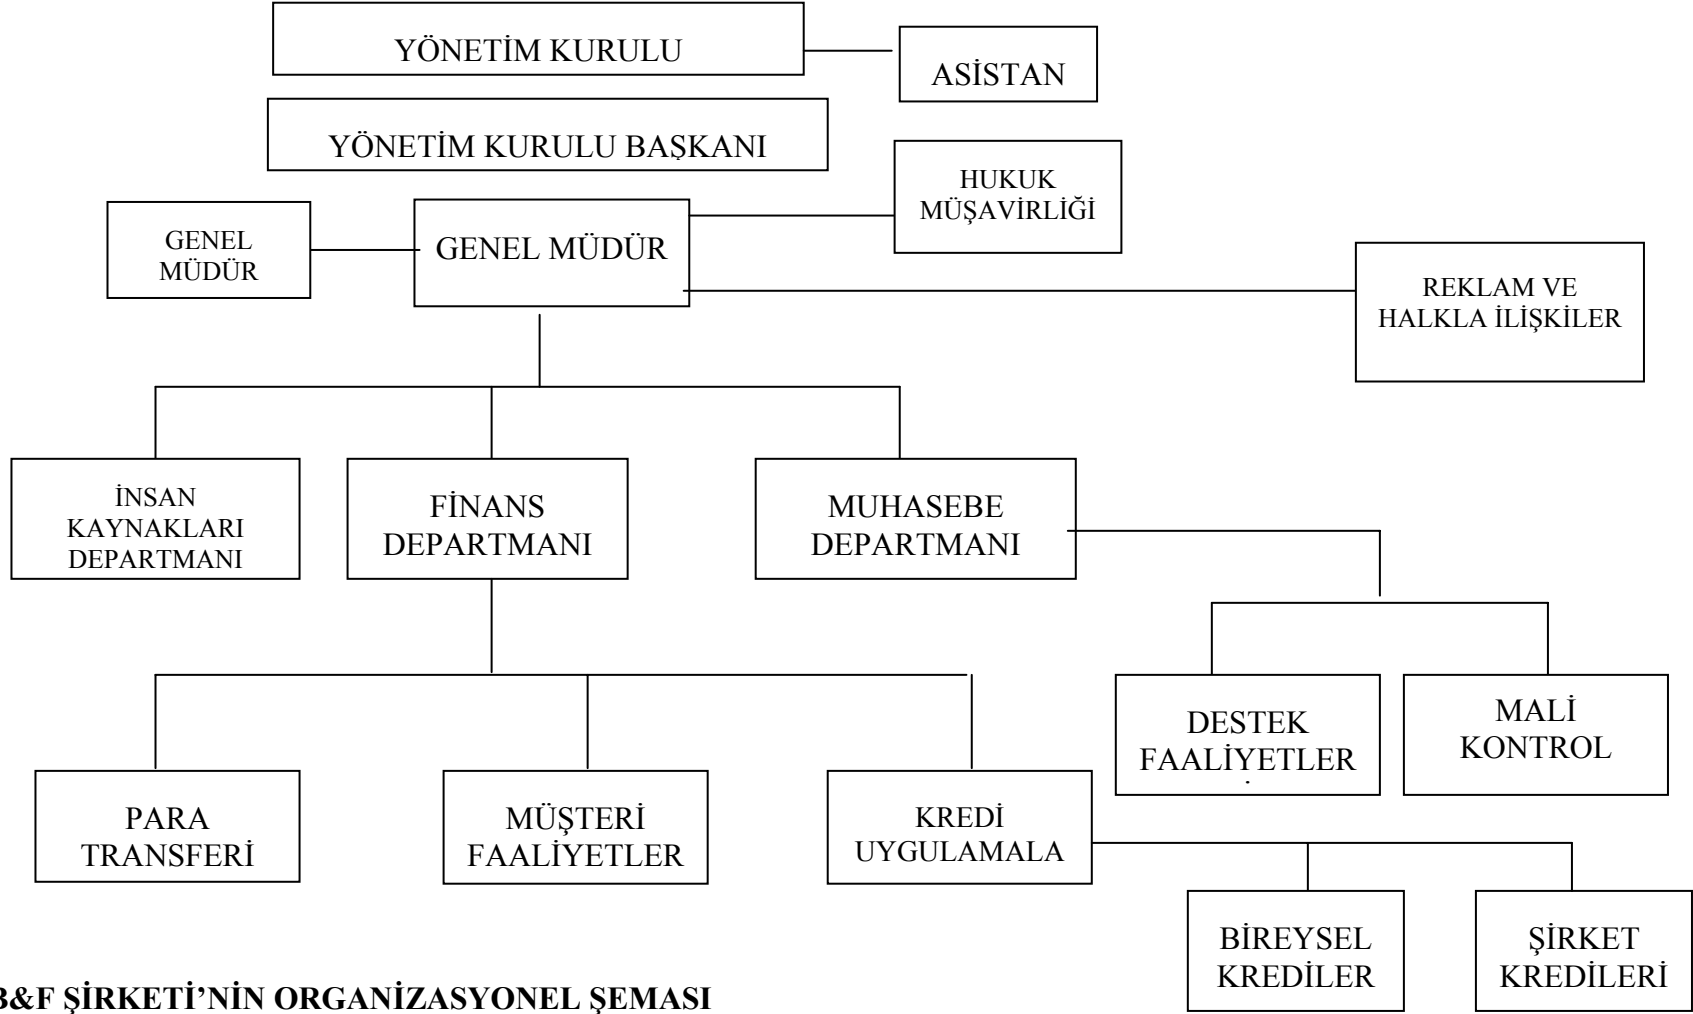 YÖNETİM KURULU
ASİSTAN
YÖNETİM KURULU BAŞKANI
HUKUK
MÜŞAVİRLİĞİ
GENEL
MÜDÜR
GENEL MÜDÜR
REKLAM VE
HALKLA İLİŞKİLER
İNSAN
KAYNAKLARI
DEPARTMANI
FİNANS
DEPARTMANI
MUHASEBE
DEPARTMANI
DESTEK
FAALİYETLER
MALİ
KONTROL
PARA
TRANSFERİ
MÜŞTERİ
FAALİYETLER
KREDİ
UYGULAMALA
BİREYSEL
KREDİLER
ŞİRKET
KREDİLERİ
B&F ŞİRKETİ’NİN ORGANİZASYONEL ŞEMASI